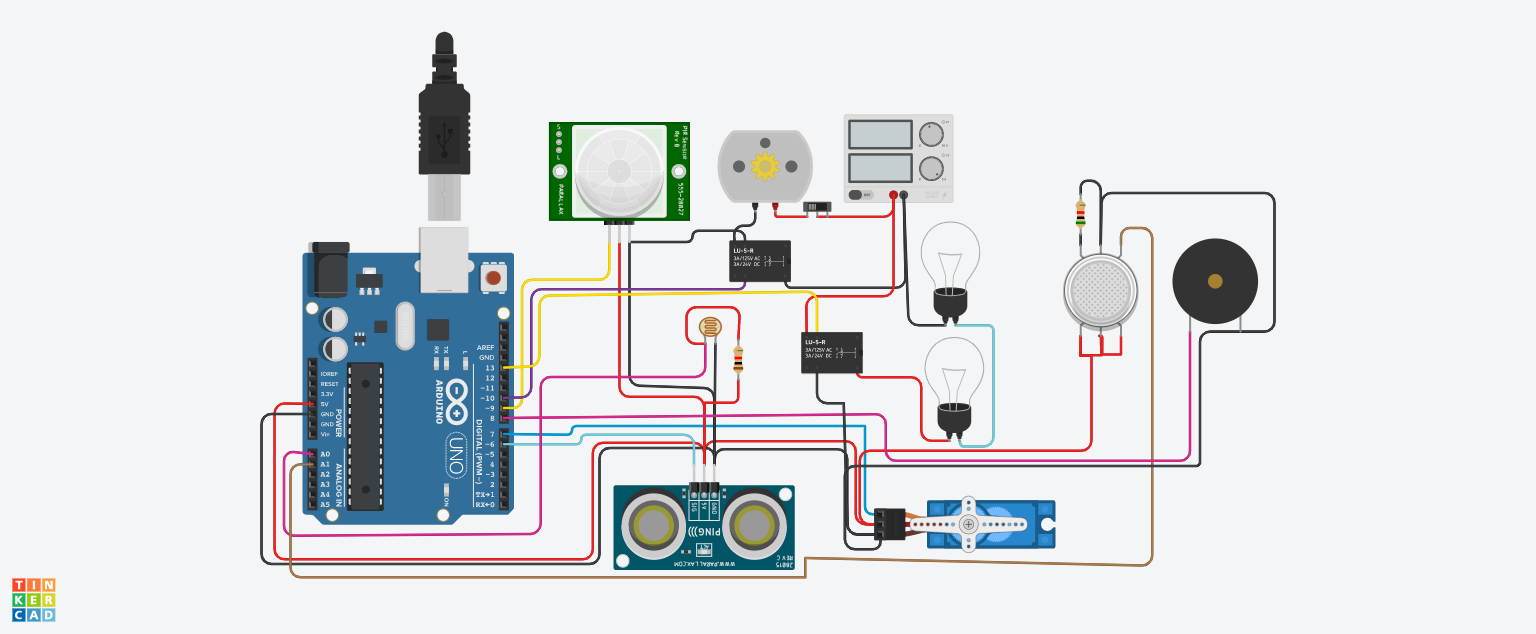 PIR Sensor
Rev B
555-28027
PARALLAX
LU-5-R
3A/125V AC
3A/24V DC
LU-5-R
3A/125V AC
3A/24V DC
AREF
GND
13
12
~11
~10
~9
8
7
~6
~5
4
~3
2
TX→1
RX←0
IOREF
RESET
3.3V
5V
GND
GND
Vin
A0
A1
A2
A3
A4
A5
POWER
ANALOG IN
DIGITAL (PWM~)
RX
TX
L
ON
ARDUINO
UNO
SIG
5V
GND
PING)))
WWW.PARALLAX.COM
28015
REV C
TIN
KER
CAD